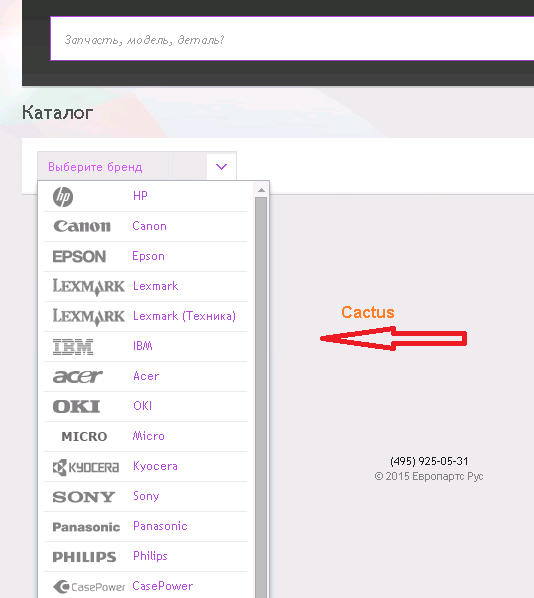 Запчасть, модель, деталь?
Каталог
Выберите бренд
hp HP
Canon Canon
EPSON Epson
LEXMARK Lexmark
LEXMARK Lexmark (Техника)
Cactus
IBM IBM
acer Acer
OKI OKI
MICRO Micro
KYOCERA Kyocera
(495) 925-05-31
© 2015 Европартс Рус
SONY Sony
Panasonic Panasonic
PHILIPS Philips
CASEPOWER CasePower